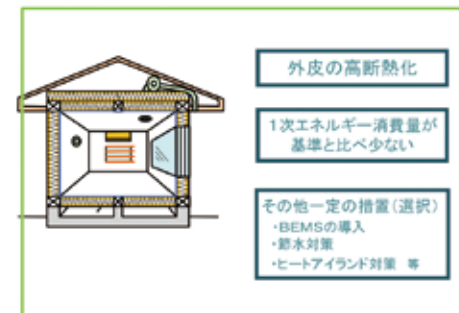 外皮の高断熱化
1次エネルギー消費量が
基準と比べ少ない
その他一定の措置(選択)
・BEMSの導入
・節水対策
・ヒートアイランド対策 等